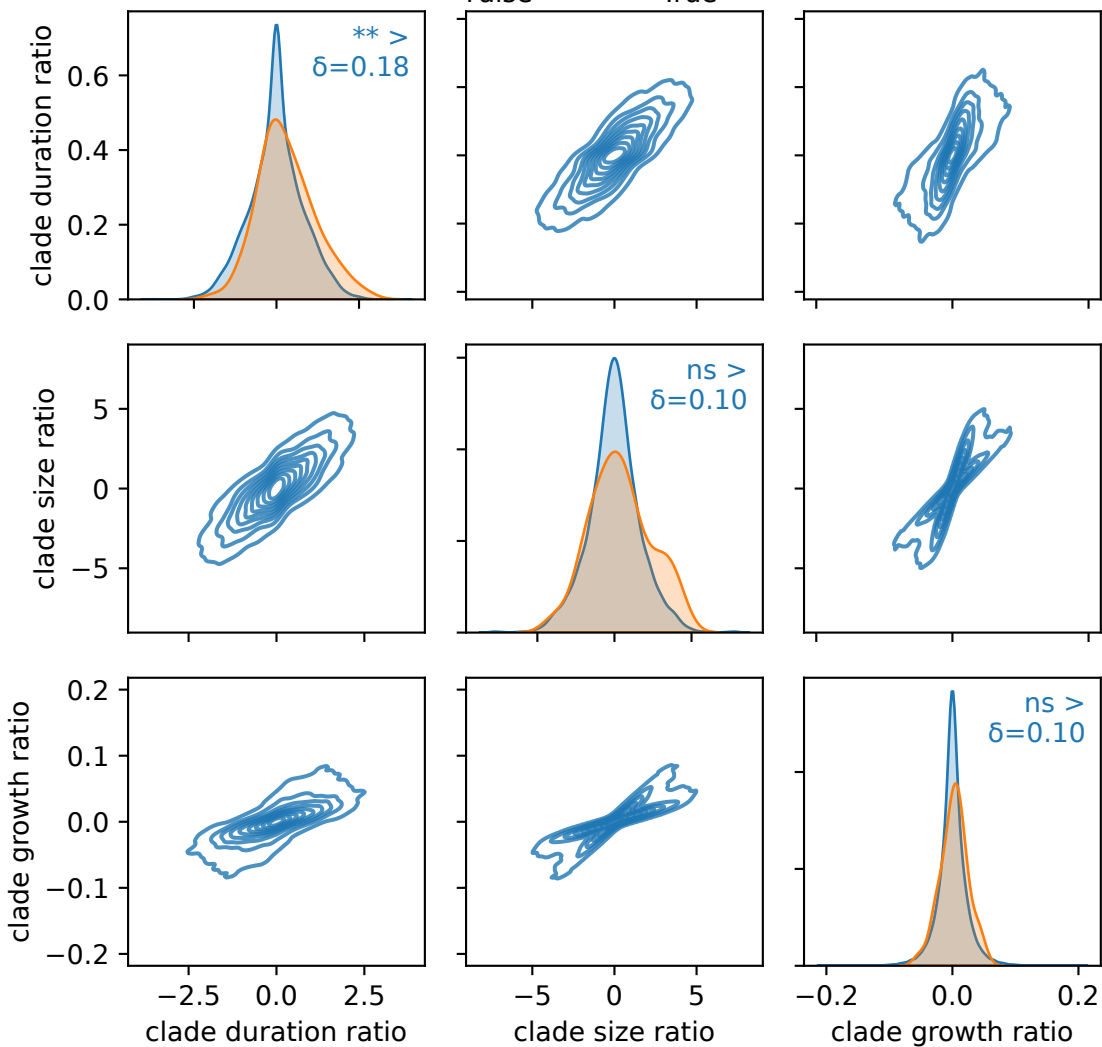 True
** >
δ=0.18
clade duration ratio
0.6
0.4
0.2
0.0
ns >
δ=0.10
clade size ratio
5
0
−5
ns >
δ=0.10
clade growth ratio
0.2
0.1
0.0
−0.1
−0.2
−2.5 0.0 2.5
−5 0 5
−0.2 0.0 0.2
clade duration ratio
clade size ratio
clade growth ratio